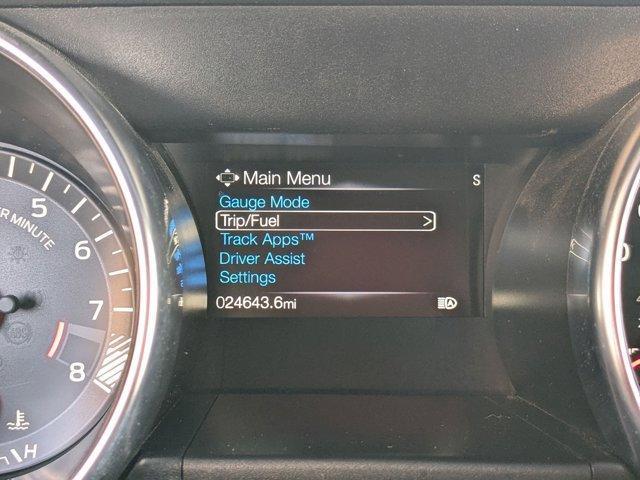 Main Menu
S
Gauge Mode
Trip/Fuel >
Track Apps™
Driver Assist
Settings
024643.6mi
A
5
6
7
8
H
MINUTE